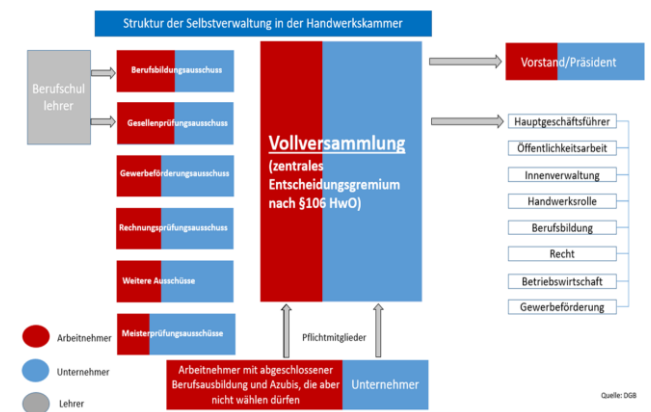 Struktur der Selbstverwaltung in der Handwerkskammer
Berufschul
lehrer
Berufsbildungsausschuss
Gesellenprüfungsausschuss
Gewerbeförderungsausschuss
Rechnungsprüfungsausschuss
Weitere Ausschüsse
Meisterprüfungsausschüsse
Vollversammlung
(zentrales
Entscheidungsgremium
nach §106 HwO)
Vorstand/Präsident
Hauptgeschäftsführer
Öffentlichkeitsarbeit
Innenverwaltung
Handwerksrolle
Berufsbildung
Recht
Betriebswirtschaft
Gewerbeförderung
Pflichtmitglieder
Arbeitnehmer mit abgeschlossener
Berufsausbildung und Azubis, die aber
nicht wählen dürfen
Unternehmer
Arbeitnehmer
Unternehmer
Lehrer
Quelle: DGB